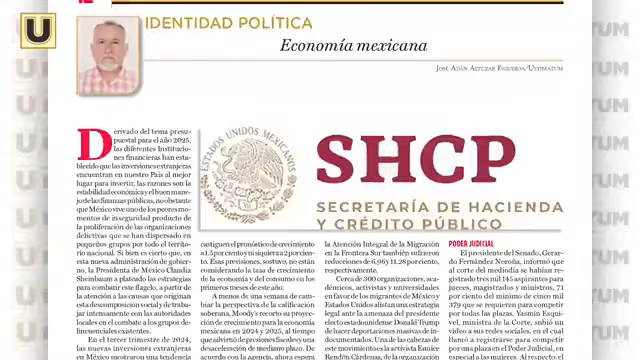 U
IDENTIDAD POLÍTICA
Economía mexicana
José Adán Altúzar Figueroa/Ultimatum
Derivado del tema presu-
puestal para el año 2025,
las diferentes Institucio-
nes financieras han esta-
blecido que las inversiones extranjeras
encuentran en nuestro País al mejor
lugar para invertir, las razones son la
estabilidad económica y el buen mane-
jo de las finanzas públicas, no obstante
que México vive uno de los peores mo-
mentos de inseguridad producto de
la proliferación de las organizaciones
delictivas que se han dispersado en
pequeños grupos por todo el territorio
nacional. Si bien es cierto que, en
esta nueva administración de gober-
no, la Presidenta de México Claudia
Sheinbaum a plateado las estrategias
para combatir este flagelo, a partir de
la atención a las causas que originan
esta descomposición social y de traba-
jar intensamente con las autoridades
locales en el combate a los grupos de-
lincuenciales existentes.
En el tercer trimestre de 2024,
las nuevas inversiones extranjeras
en México mostraron una tendencia
ESTADOS UNIDOS MEXICANOS
SHCP
SECRETARÍA DE HACIENDA
Y CRÉDITO PÚBLICO
castiguen el pronóstico de crecimiento
a 1.5 por ciento ni siquiera 2 por cien-
to. Esas previsiones, sostuvo, no están
considerando la tasa de crecimiento
de la economía y del consumo en los
primeros meses de este año.
A menos de una semana de cam-
biar la perspectiva de la calificación
soberana, Moody's recorto su proyec-
ción de crecimiento para la economía
mexicana en 2024 y 2025, al tiempo
que advirtió de presiones fiscales y una
desaceleración de mediano plazo. De
acuerdo con la agencia, ahora espera
la Atención Integral de la Migración
en la Frontera Sur también sufrieron
reducciones de 6.96 y 11.28 por ciento,
respectivamente.
Cerca de 300 organizaciones, aca-
démicos, activistas y universidades
en favor de los migrantes de México y
Estados Unidos alistan una estrategia
legal ante la amenaza del presidente
electo estadounidense Donald Trump
de hacer deportaciones masivas de in-
documentados. Una de las cabezas de
este movimiento es la activista Eunice
Rendón Cárdenas, de la organización
PODER JUDICIAL
El presidente del Senado, Gerar-
do Fernández Noroña, informó que
al corte del mediodía se habían re-
gistrado tres mil 145 aspirantes para
jueces, magistrados y ministros, 71
por ciento del mínimo de cinco mil
379 que se requieren para competir
por todas las plazas. Yasmín Esqui-
vel, ministra de la Corte, subió un
video a sus redes sociales, en el cual
llamó a registrarse para competir
por una plaza en el Poder Judicial, en
especial a las mujeres. El